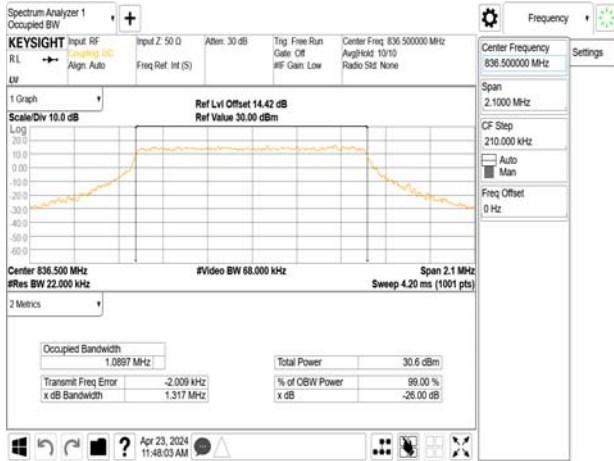 Spectrum Analyzer 1
Occupied BW
Frequency
KEYSIGHT
Input: RF
Coupling: DC
Align: Auto
Input Z: 50 Ω
Freq Ref: Int (S)
Atten: 30 dB
Trig: Free Run
Gate: Off
#IF Gain: Low
Center Freq: 836.500000 MHz
Avg|Hold: 10/10
Radio Std: None
RL
LXI
1 Graph
Scale/Div 10.0 dB
Ref Lvl Offset 14.42 dB
Ref Value 30.00 dBm
Log
20.0
10.0
0.00
-10.0
-20.0
-30.0
-40.0
-50.0
-60.0
Center 836.500 MHz
#Res BW 22.000 kHz
#Video BW 68.000 kHz
Span 2.1 MHz
Sweep 4.20 ms (1001 pts)
2 Metrics
Occupied Bandwidth
1.0897 MHz
Transmit Freq Error -2.009 kHz
x dB Bandwidth 1.317 MHz
Total Power 30.6 dBm
% of OBW Power 99.00 %
x dB -26.00 dB
Center Frequency
836.500000 MHz
Span
2.1000 MHz
CF Step
210.000 kHz
Auto
Man
Freq Offset
0 Hz
Settings
Apr 23, 2024
11:48:03 AM